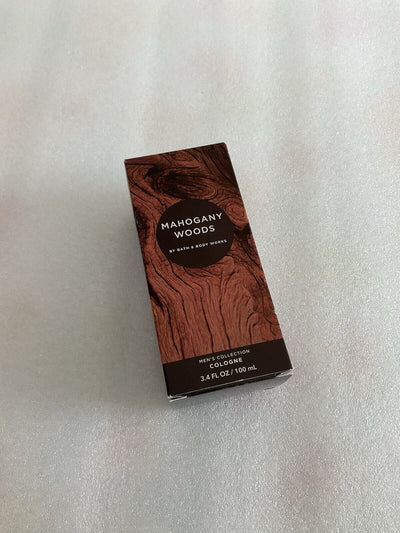 MAHOGANY
WOODS
BY BATH & BODY WORKS
MEN'S COLLECTION
COLOGNE
3.4 FL OZ / 100 mL